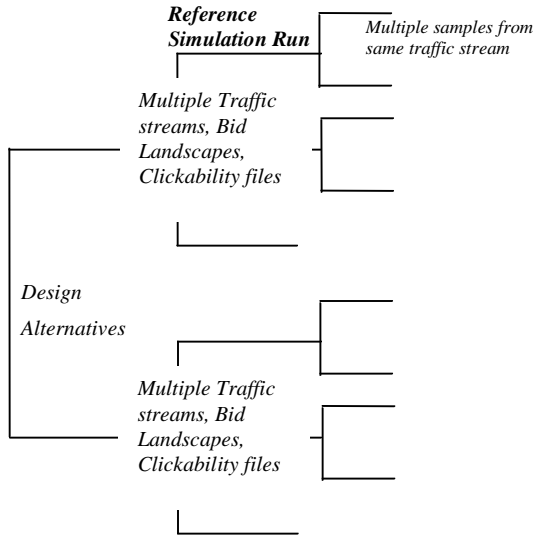 Reference
Simulation Run
Multiple samples from
same traffic stream
Multiple Traffic
streams, Bid
Landscapes,
Clickability files
Design
Alternatives
Multiple Traffic
streams, Bid
Landscapes,
Clickability files